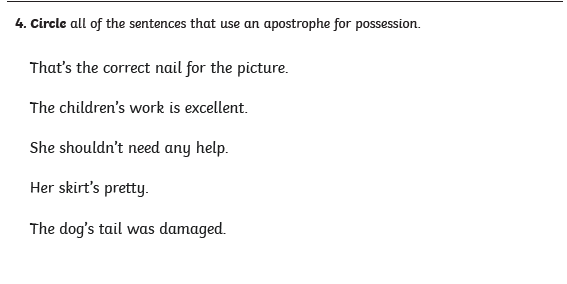 4. Circle all of the sentences that use an apostrophe for possession.
That's the correct nail for the picture.
The children's work is excellent.
She shouldn't need any help.
Her skirt's pretty.
The dog's tail was damaged.